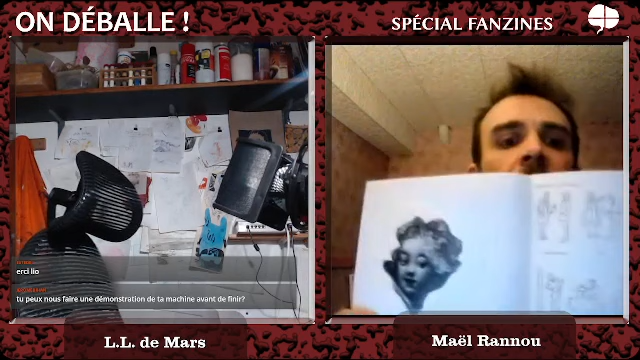 ON DÉBALLE !
SPÉCIAL FANZINES
erci lio
tu peux nous faire une démonstration de ta machine avant de finir?
L.L. de Mars
Maël Rannou